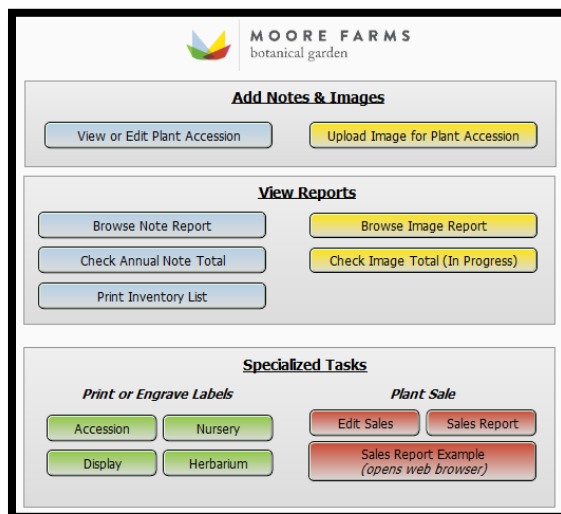 MOORE FARMS
botanical garden
Add Notes & Images
View or Edit Plant Accession
Upload Image for Plant Accession
View Reports
Browse Note Report
Browse Image Report
Check Annual Note Total
Check Image Total (In Progress)
Print Inventory List
Specialized Tasks
Print or Engrave Labels
Accession
Nursery
Display
Herbarium
Plant Sale
Edit Sales
Sales Report
Sales Report Example
(opens web browser)